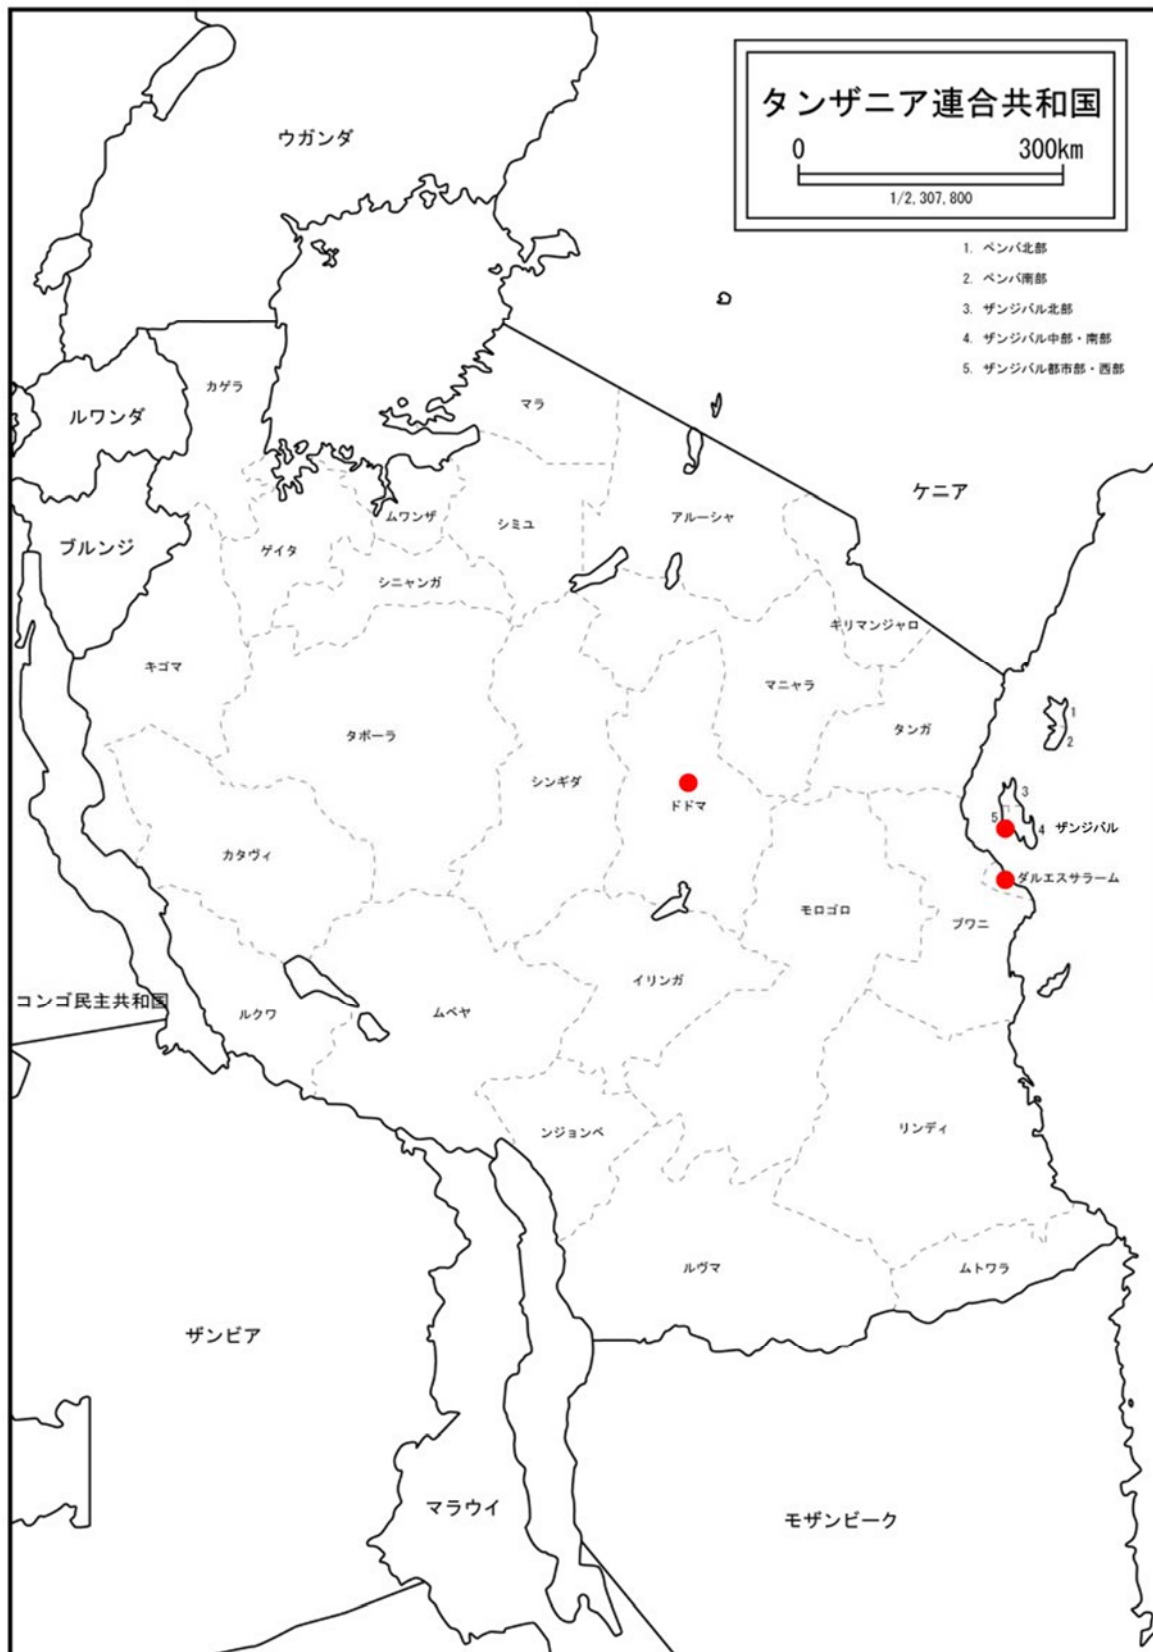 タンザニア連合共和国
0 300km
1/2,307,800
1. ペンバ北部
2. ペンバ南部
3. ザンジバル北部
4. ザンジバル中部・南部
5. ザンジバル都市部・西部
ウガンダ
カゲラ
マラ
ルワンダ
ケニア
ムワンザ
シミユ
アルーシャ
ブルンジ
ゲイタ
シニャンガ
キリマンジャロ
キゴマ
マニャラ
タンガ
タボーラ
1
2
シンギダ
ドドマ
3
5
4 ザンジバル
カタヴィ
ダルエスサラーム
モロゴロ
プワニ
イリンガ
コンゴ民主共和国
ルクワ
ムベヤ
ンジョンベ
リンディ
ルヴマ
ムトワラ
ザンビア
マラウイ
モザンビーク